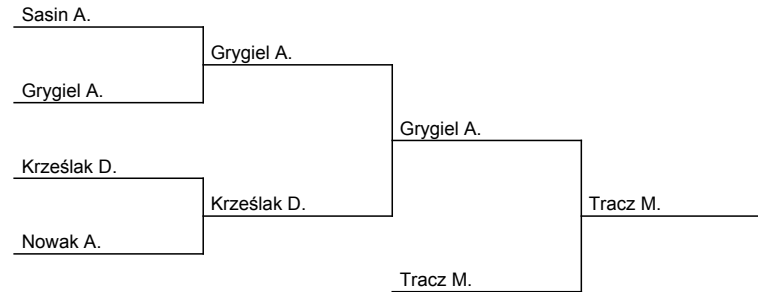 Sasin A.
Grygiel A.
Grygiel A.
Grygiel A.
Krześlak D.
Krześlak D.
Tracz M.
Nowak A.
Tracz M.